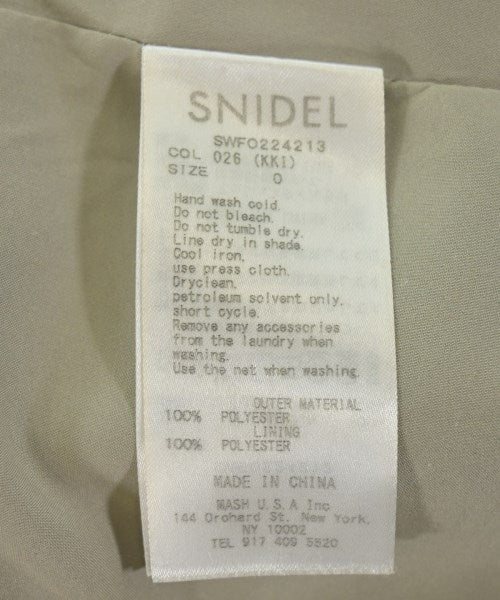 SNIDEL
SWFO224213
COL 026 (KKI)
SIZE 0
Hand wash cold.
Do not bleach.
Do not tumble dry.
Line dry in shade.
Cool iron.
use press cloth.
Dryclean.
petroleum solvent only.
short cycle.
Remove any accessories
from the laundry when
washing.
Use the net when washing.
OUTER MATERIAL
100% POLYESTER
LINING
100% POLYESTER
MADE IN CHINA
MASH U.S.A Inc
144 Orchard St. New York,
NY 10002
TEL 917 409 5520